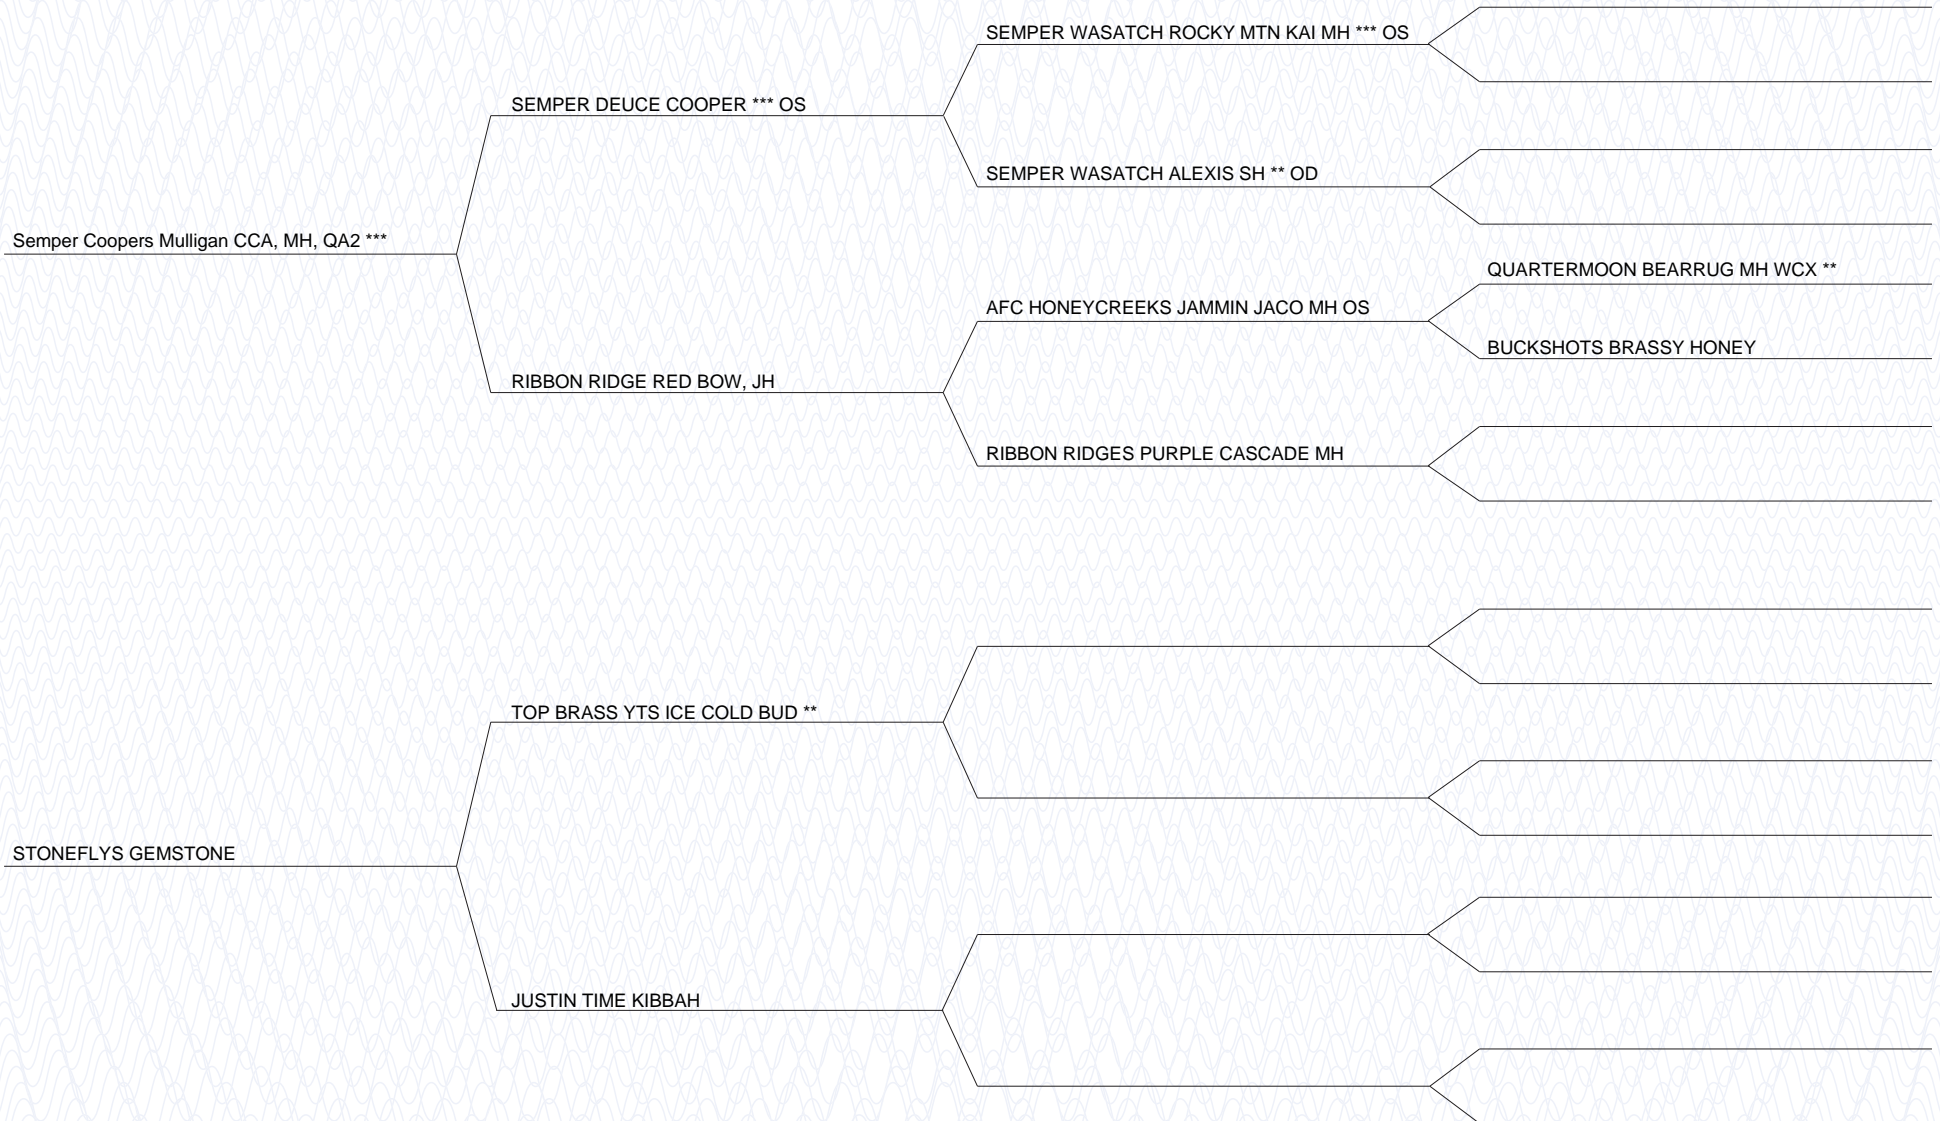 SEMPER WASATCH ROCKY MTN KAI MH *** OS
SEMPER DEUCE COOPER *** OS
SEMPER WASATCH ALEXIS SH ** OD
Semper Coopers Mulligan CCA, MH, QA2 ***
QUARTERMOON BEARRUG MH WCX **
AFC HONEYCREEKS JAMMIN JACO MH OS
BUCKSHOTS BRASSY HONEY
RIBBON RIDGE RED BOW, JH
RIBBON RIDGES PURPLE CASCADE MH
TOP BRASS YTS ICE COLD BUD **
STONEFLYS GEMSTONE
JUSTIN TIME KIBBAH